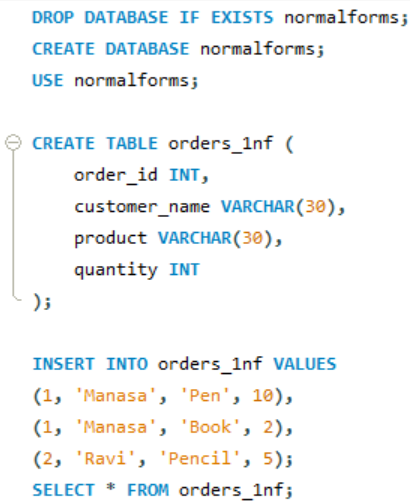 DROP DATABASE IF EXISTS normalforms;
CREATE DATABASE normalforms;
USE normalforms;
CREATE TABLE orders_1nf (
order_id INT,
customer_name VARCHAR(30),
product VARCHAR(30),
quantity INT
);
INSERT INTO orders_1nf VALUES
(1, 'Manasa', 'Pen', 10),
(1, 'Manasa', 'Book', 2),
(2, 'Ravi', 'Pencil', 5);
SELECT * FROM orders_1nf;